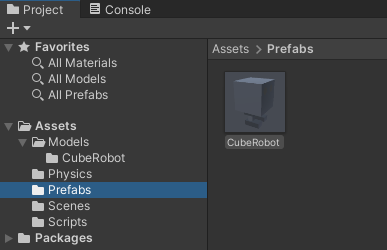 Project
Console
Favorites
All Materials
All Models
All Prefabs
Assets
Models
CubeRobot
Physics
Prefabs
Scenes
Scripts
Packages
Assets > Prefabs
CubeRobot